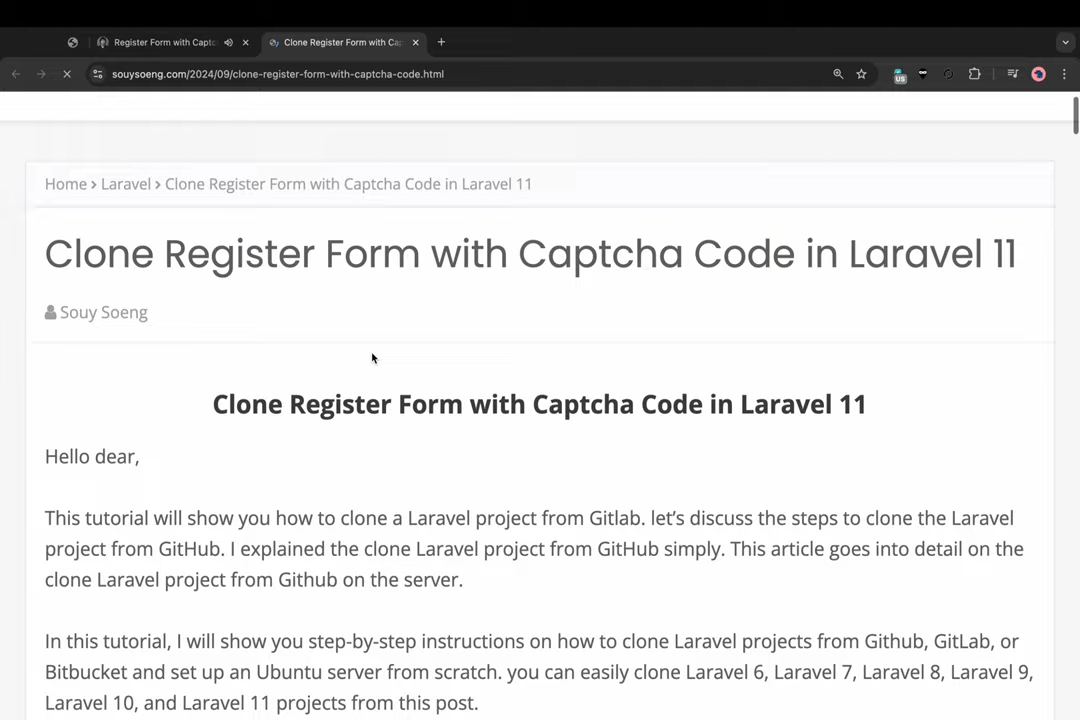 Register Form with Captc
Clone Register Form with Ca
souysoeng.com/2024/09/clone-register-form-with-captcha-code.html
US
Home > Laravel > Clone Register Form with Captcha Code in Laravel 11
Clone Register Form with Captcha Code in Laravel 11
Souy Soeng
Clone Register Form with Captcha Code in Laravel 11
Hello dear,
This tutorial will show you how to clone a Laravel project from Gitlab. let’s discuss the steps to clone the Laravel
project from GitHub. I explained the clone Laravel project from GitHub simply. This article goes into detail on the
clone Laravel project from Github on the server.
In this tutorial, I will show you step-by-step instructions on how to clone Laravel projects from Github, GitLab, or
Bitbucket and set up an Ubuntu server from scratch. you can easily clone Laravel 6, Laravel 7, Laravel 8, Laravel 9,
Laravel 10, and Laravel 11 projects from this post.